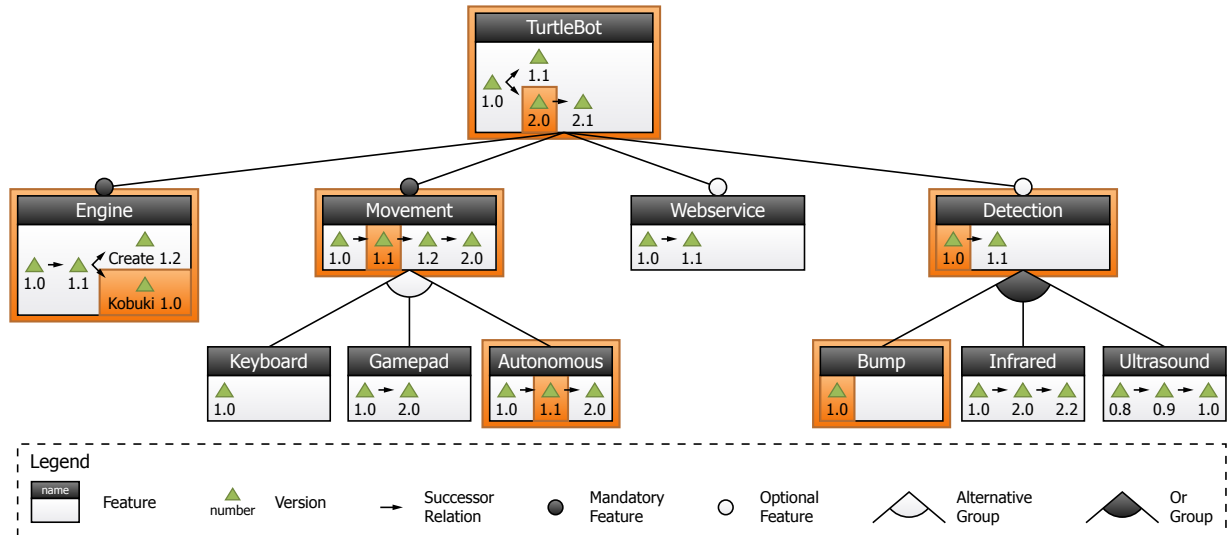 TurtleBot
1.1
1.0
2.0 2.1
Engine Movement Webservice Detection
Create 1.2
1.0 1.1
Kobuki 1.0
1.0 1.1 1.2 2.0
1.0 1.1
1.0 1.1
Keyboard Gamepad Autonomous Bump Infrared Ultrasound
1.0
1.0 2.0
1.0 1.1 2.0
1.0
1.0 2.0 2.2
0.8 0.9 1.0
Legend
name
Feature
number
Version
Successor
Relation
Mandatory
Feature
Optional
Feature
Alternative
Group
Or
Group